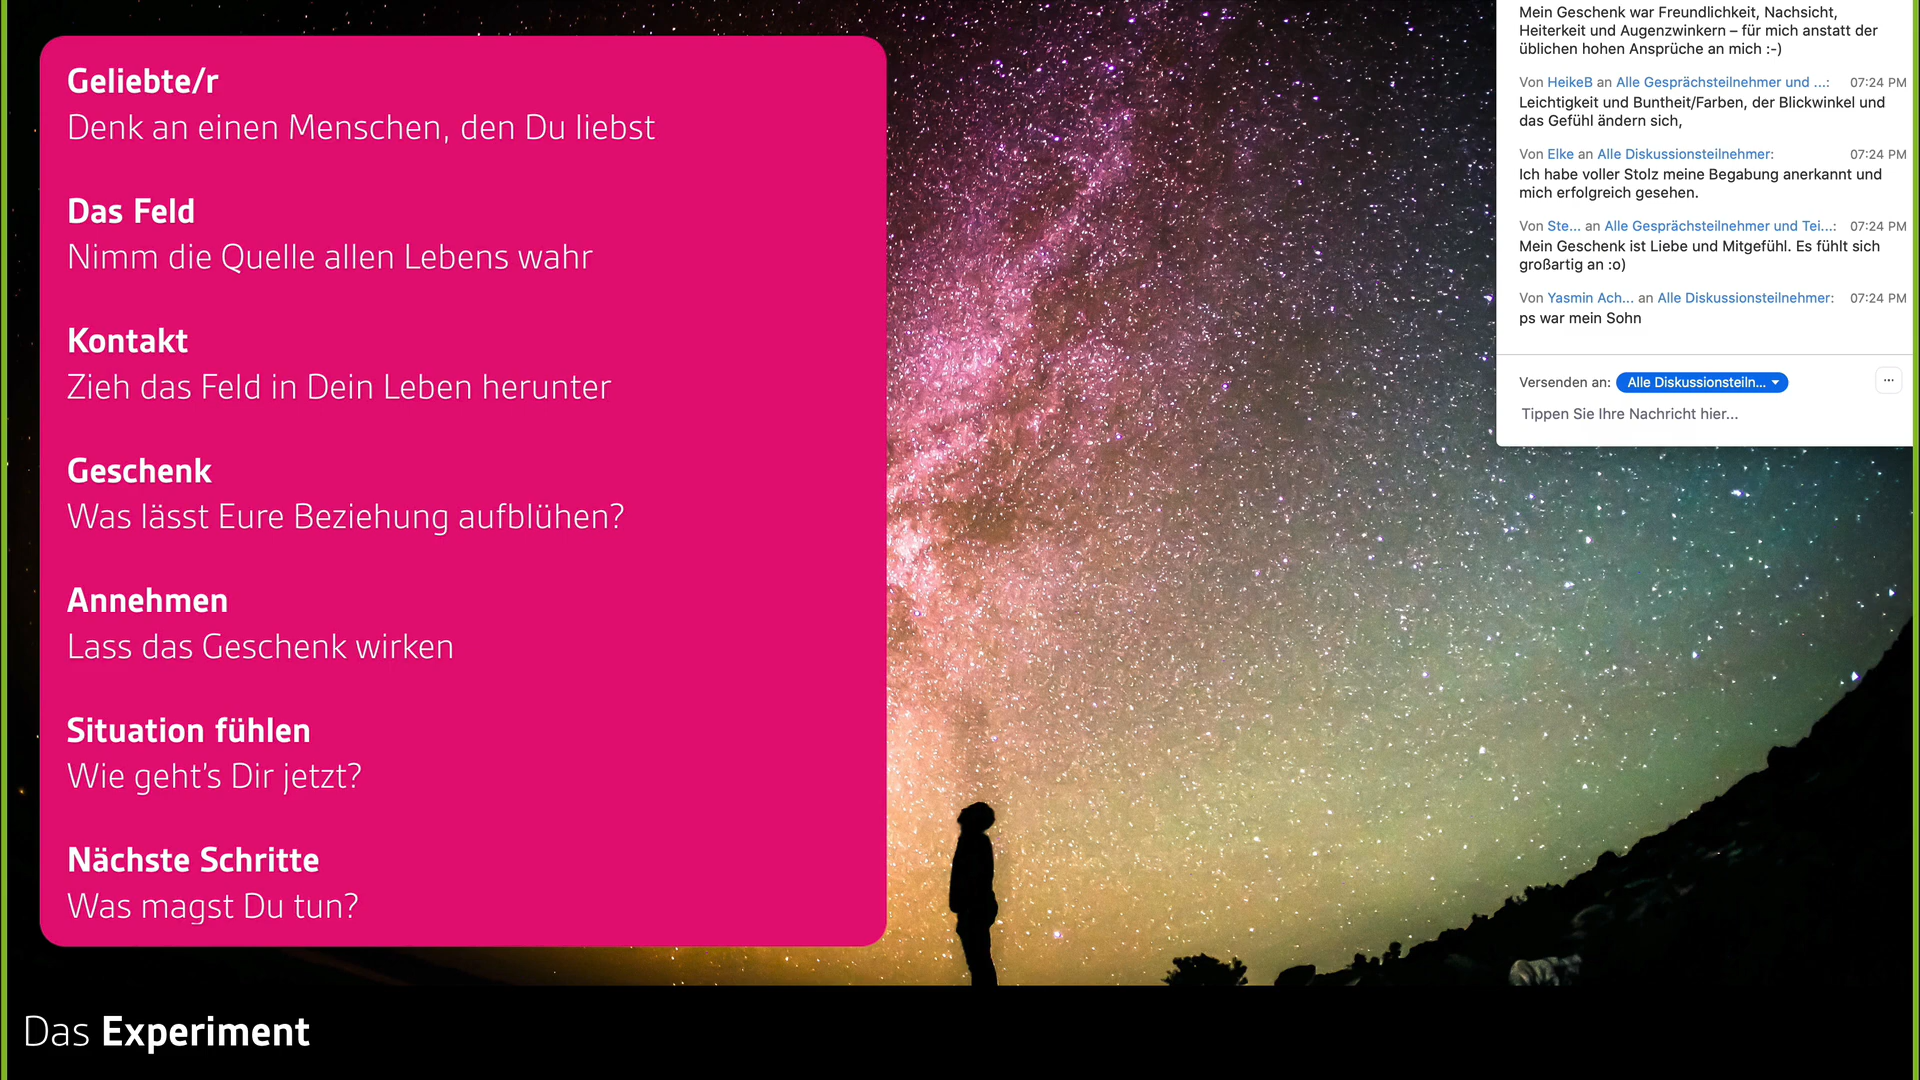 Geliebte/r
Denk an einen Menschen, den Du liebst
Das Feld
Nimm die Quelle allen Lebens wahr
Kontakt
Zieh das Feld in Dein Leben herunter
Geschenk
Was lässt Eure Beziehung aufblühen?
Annehmen
Lass das Geschenk wirken
Situation fühlen
Wie geht's Dir jetzt?
Nächste Schritte
Was magst Du tun?
Das Experiment
Mein Geschenk war Freundlichkeit, Nachsicht,
Heiterkeit und Augenzwinkern – für mich anstatt der
üblichen hohen Ansprüche an mich :-)
Von HeikeB an Alle Gesprächsteilnehmer und ...: 07:24 PM
Leichtigkeit und Buntheit/Farben, der Blickwinkel und
das Gefühl ändern sich,
Von Elke an Alle Diskussionsteilnehmer: 07:24 PM
Ich habe voller Stolz meine Begabung anerkannt und
mich erfolgreich gesehen.
Von Ste... an Alle Gesprächsteilnehmer und Tei...: 07:24 PM
Mein Geschenk ist Liebe und Mitgefühl. Es fühlt sich
großartig an :o)
Von Yasmin Ach... an Alle Diskussionsteilnehmer: 07:24 PM
ps war mein Sohn
Versenden an: Alle Diskussionsteiln...
Tippen Sie Ihre Nachricht hier...